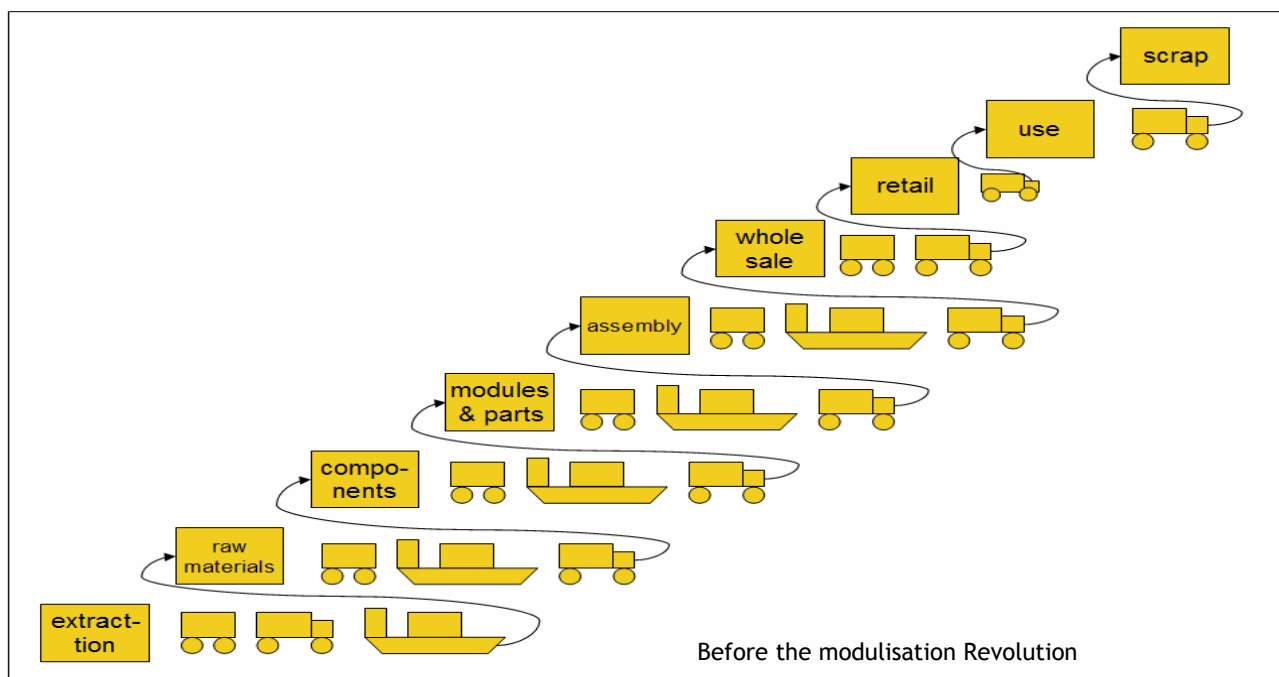 scrap
use
retail
whole
sale
assembly
modules
& parts
compo-
nents
raw
materials
extract-
tion
Before the modulisation Revolution